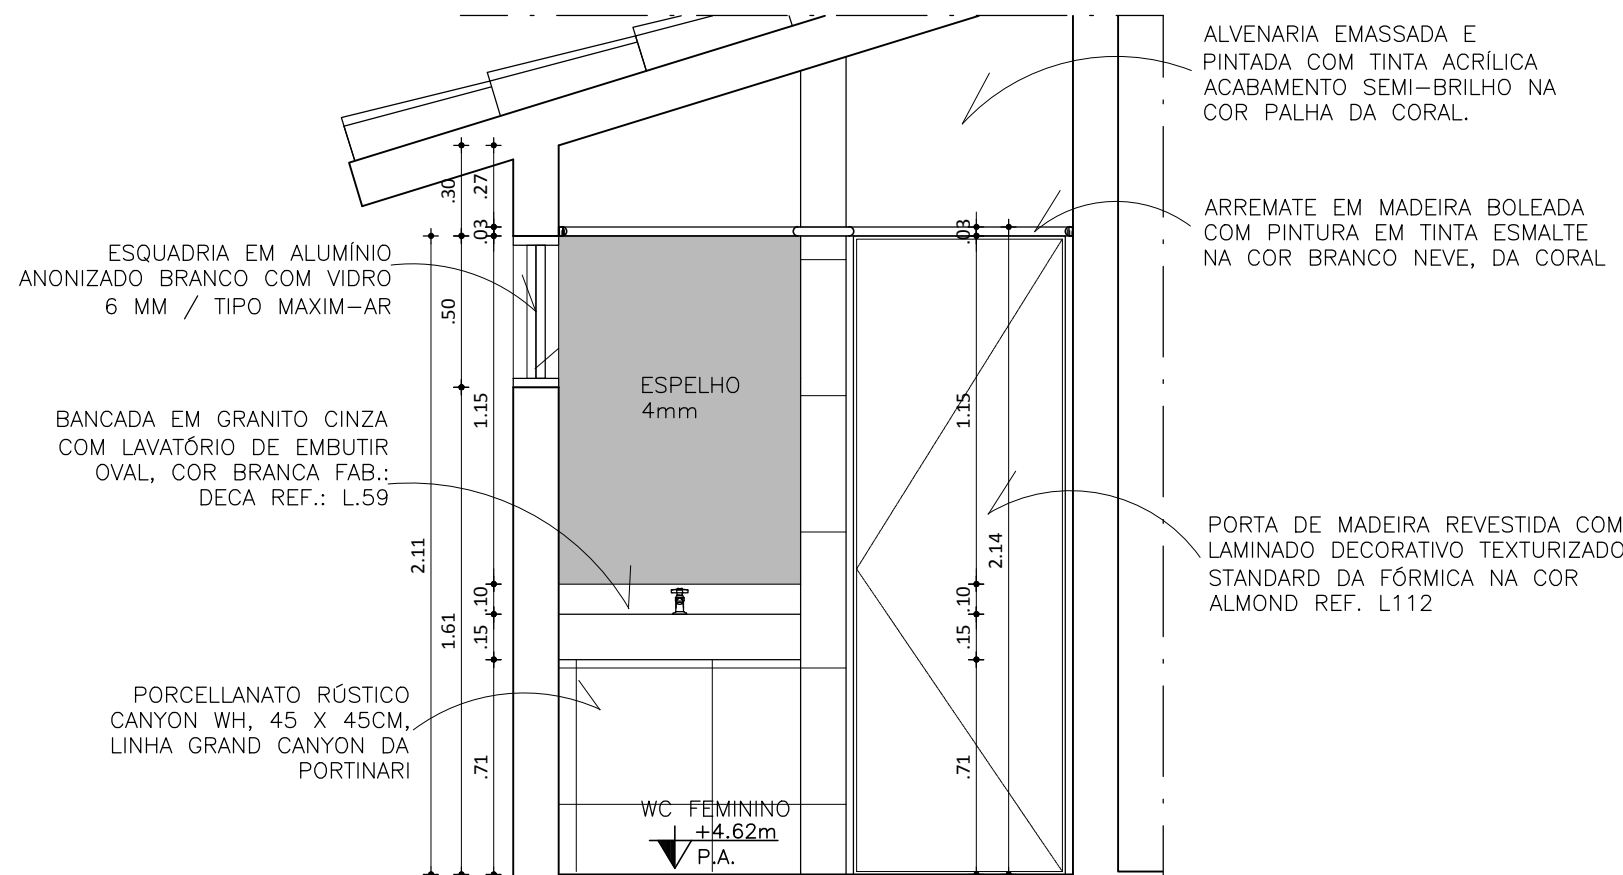 ALVENARIA EMASSADA E
PINTADA COM TINTA ACRÍLICA
ACABAMENTO SEMI-BRILHO NA
COR PALHA DA CORAL.
ARREMATE EM MADEIRA BOLEADA
COM PINTURA EM TINTA ESMALTE
NA COR BRANCO NEVE, DA CORAL
ESQUADRIA EM ALUMÍNIO
ANONIZADO BRANCO COM VIDRO
6 MM / TIPO MAXIM-AR
BANCADA EM GRANITO CINZA
COM LAVATÓRIO DE EMBUTIR
OVAL, COR BRANCA FAB.:
DECA REF.: L.59
PORCELLANATO RÚSTICO
CANYON WH, 45 X 45CM,
LINHA GRAND CANYON DA
PORTINARI
2.11
.30
.50
1.61
.27
.03
1.15
.10
.15
.71
ESPELHO
4mm
WC FEMININO
+4.62m
P.A.
.03
1.15
.10
.15
.71
2.14
PORTA DE MADEIRA REVESTIDA COM
LAMINADO DECORATIVO TEXTURIZADO
STANDARD DA FÓRMICA NA COR
ALMOND REF. L112